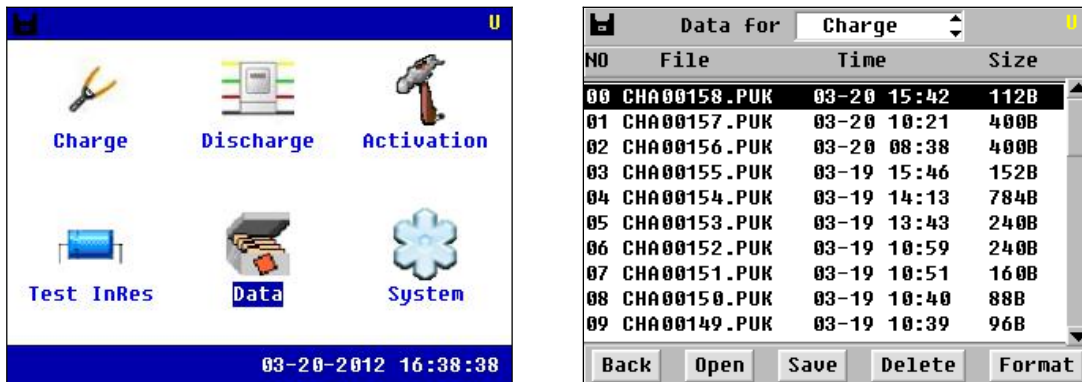 U
Charge Discharge Activation
Test InRes Data System
03-20-2012 16:38:38
Data for Charge U
NO File Time Size
00 CHA00158.PUK 03-20 15:42 112B
01 CHA00157.PUK 03-20 10:21 400B
02 CHA00156.PUK 03-20 08:38 400B
03 CHA00155.PUK 03-19 15:46 152B
04 CHA00154.PUK 03-19 14:13 784B
05 CHA00153.PUK 03-19 13:43 240B
06 CHA00152.PUK 03-19 10:59 240B
07 CHA00151.PUK 03-19 10:51 160B
08 CHA00150.PUK 03-19 10:40 88B
09 CHA00149.PUK 03-19 10:39 96B
Back Open Save Delete Format